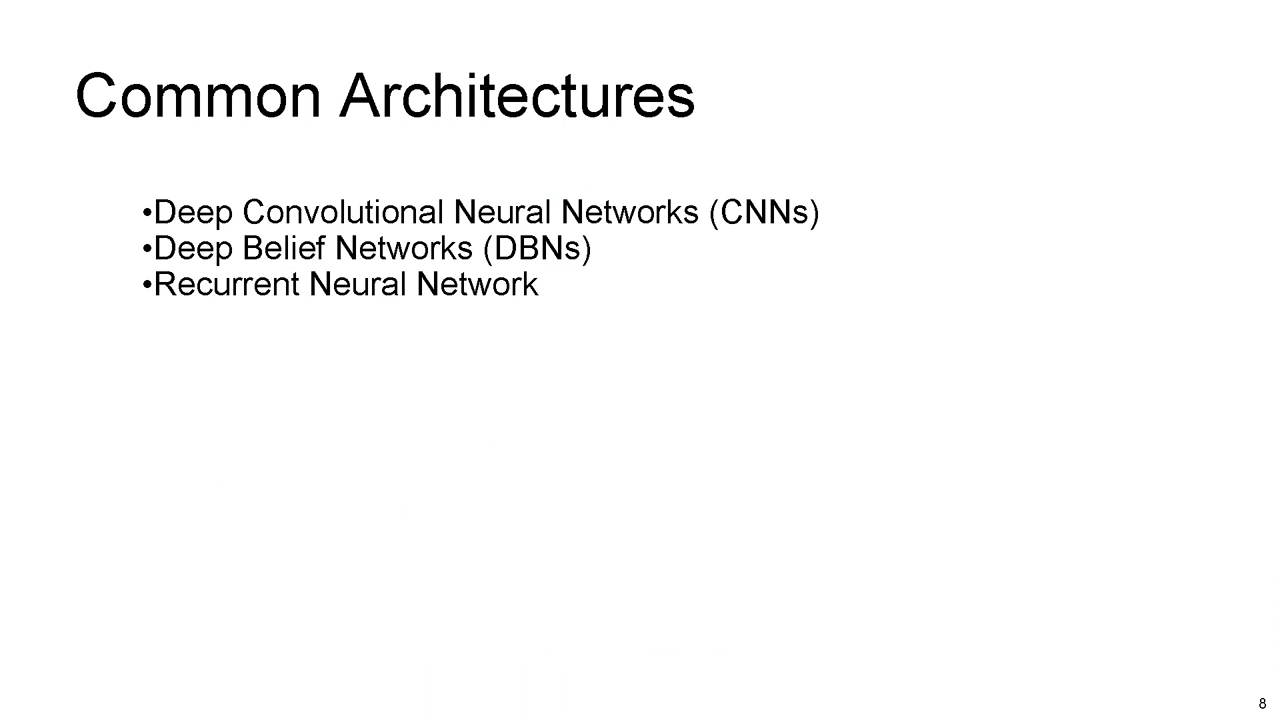 Common Architectures
•Deep Convolutional Neural Networks (CNNs)
•Deep Belief Networks (DBNs)
•Recurrent Neural Network
8